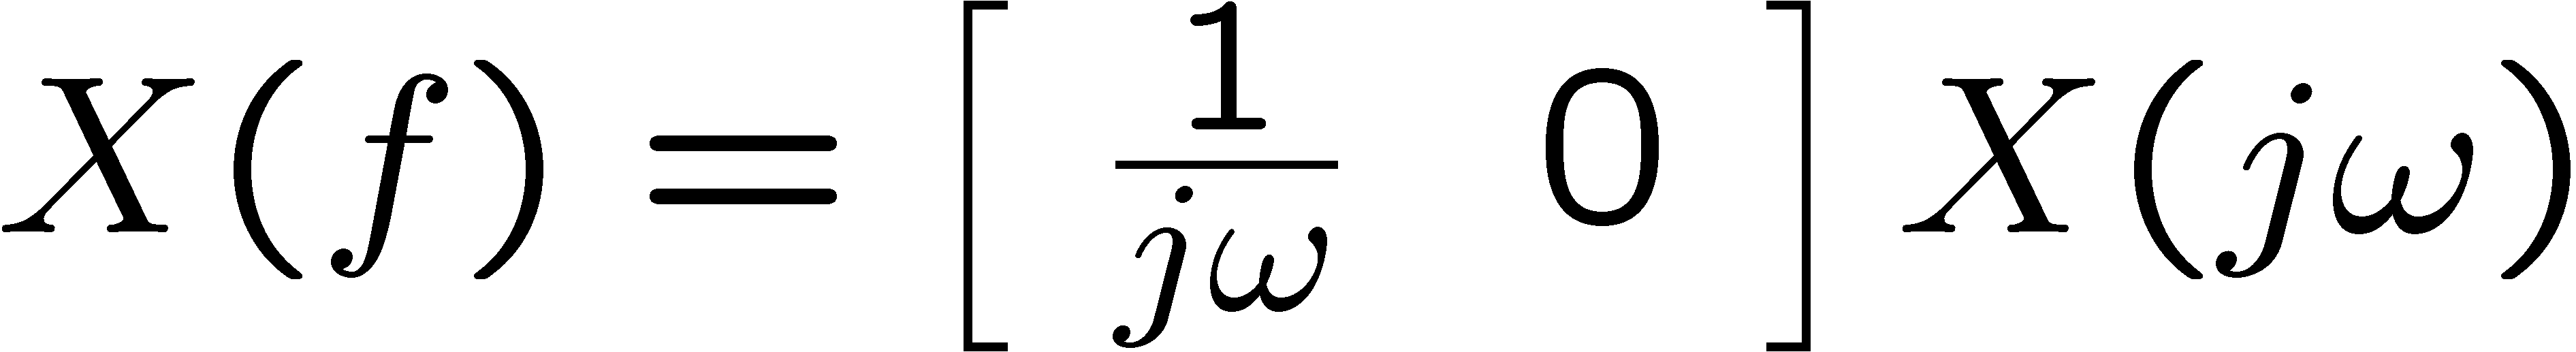 X(f) = [ 1/jω 0 ] X(jω)